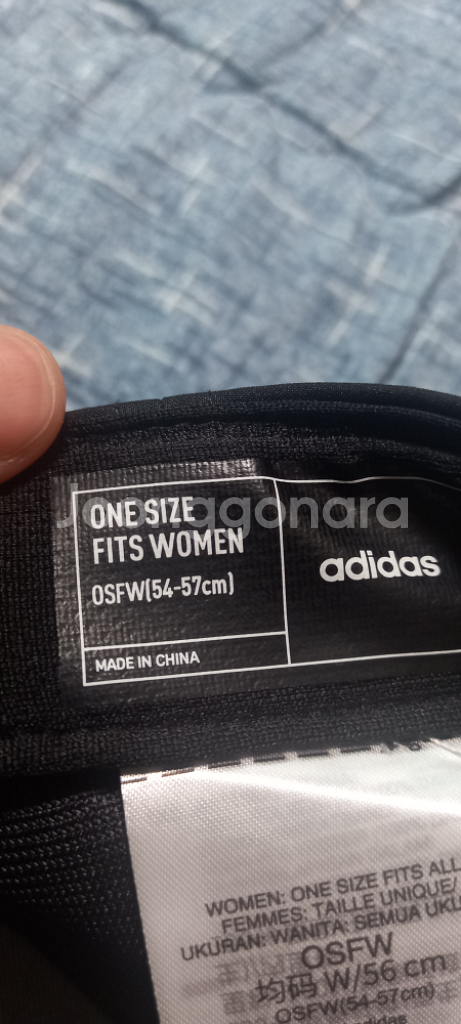 Joonggonara
ONE SIZE
FITS WOMEN
OSFW(54-57cm)
adidas
MADE IN CHINA
WOMEN: ONE SIZE FITS ALL
FEMMES: TAILLE UNIQUE/
UKURAN: WANITA: SEMUA UKU
OSFW
均码 W/56 cm
OSFW(54-57cm)
adidas